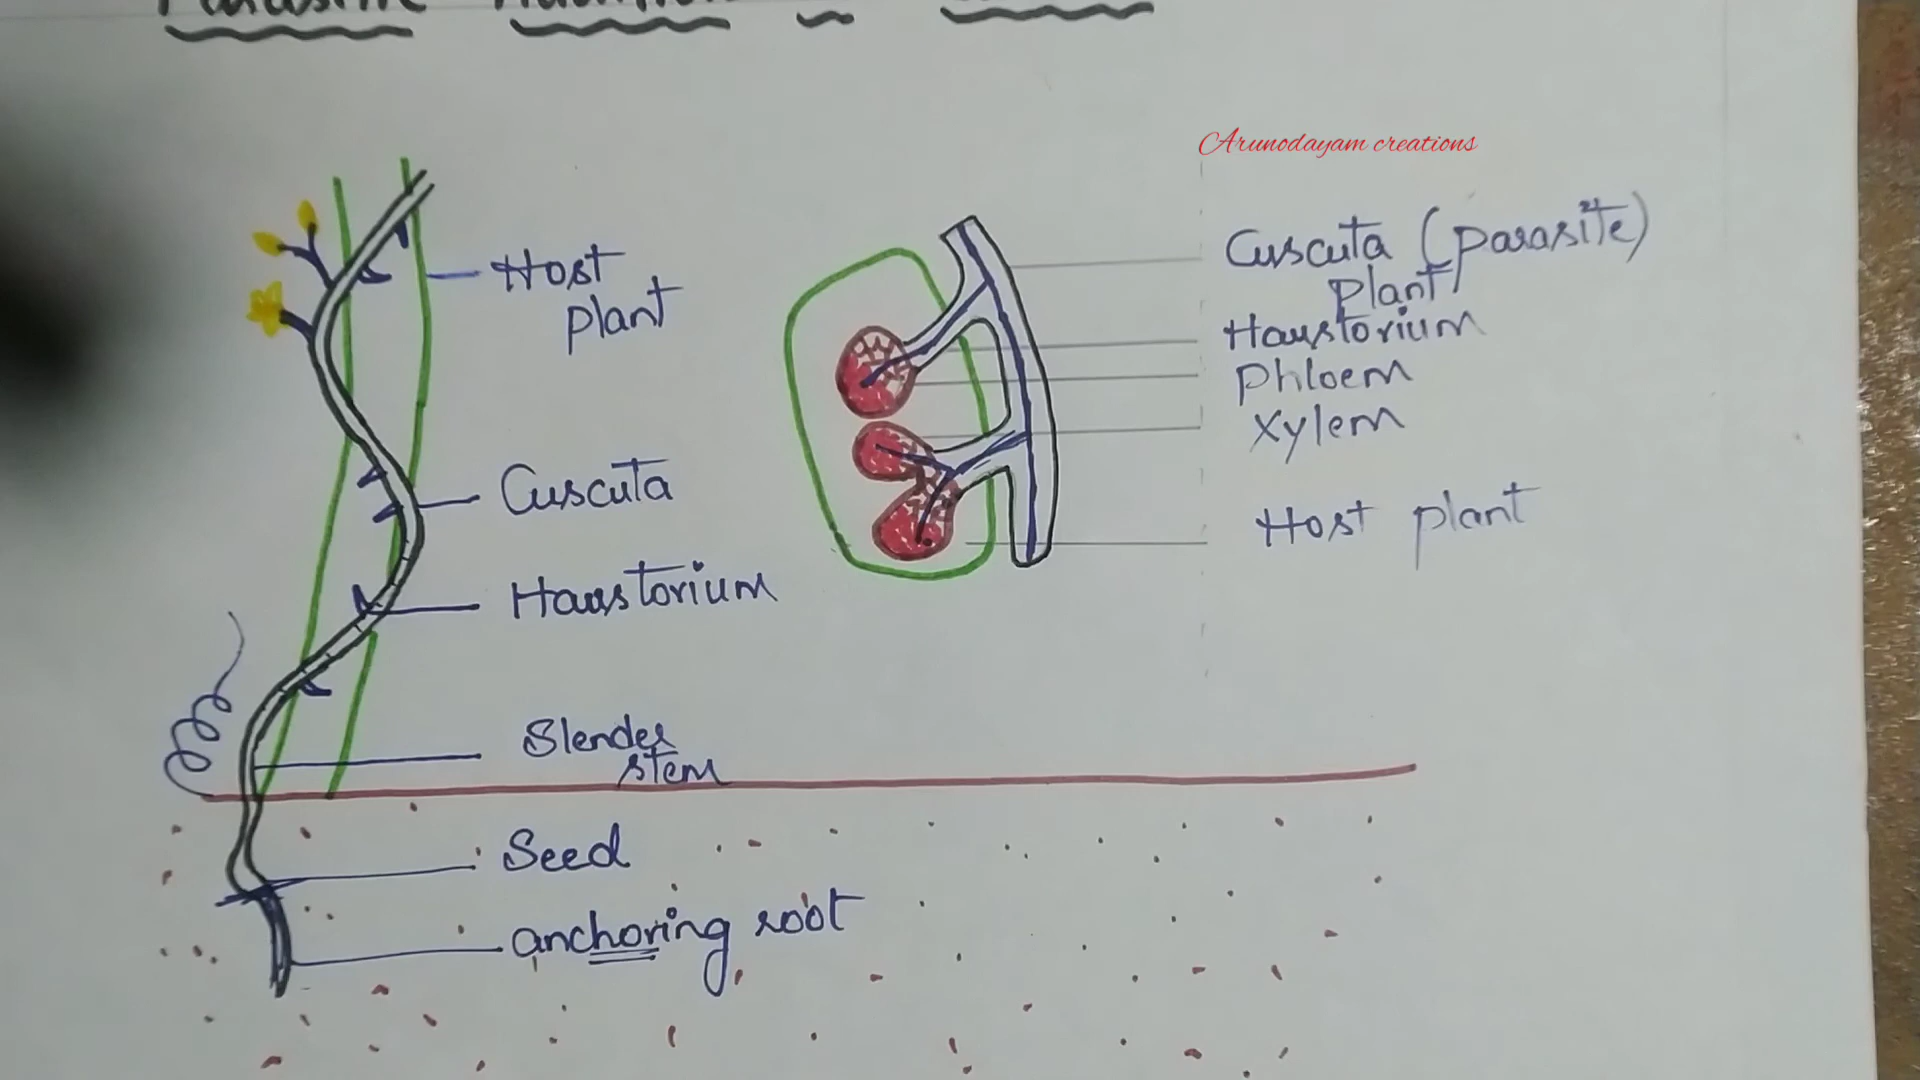 Arunodayam creations
Host
plant
Cuscuta
Haustorium
Slender
stem
Seed
anchoring root
Cuscuta (parasite)
plant
Haustorium
Phloem
Xylem
Host plant